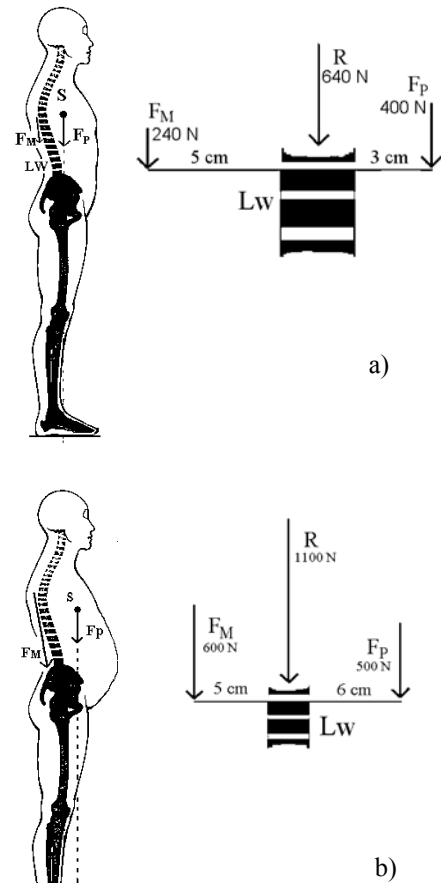 S
F_M
F_P
LW
R
640 N
F_M
240 N
F_P
400 N
5 cm
3 cm
Lw
a)
S
F_P
F_M
R
1100 N
F_M
600 N
F_P
500 N
5 cm
6 cm
Lw
b)